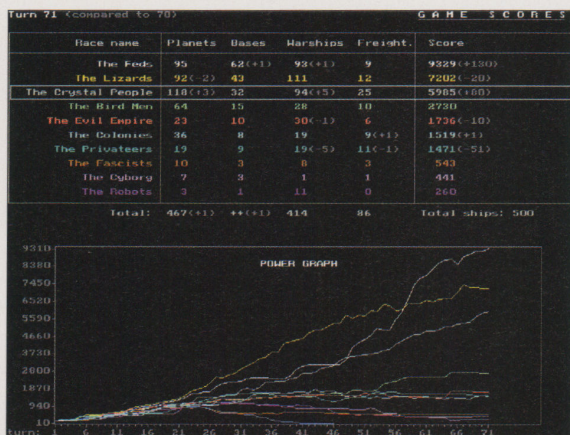 Turn 71 (compared to 70) GAME SCORES
Race name Planets Bases Warships Freight. Score
The Feds 95 62(+1) 93(+1) 9 9329(+130)
The Lizards 92(-2) 43 111 12 7202(-20)
The Crystal People 118(+3) 32 94(+5) 25 5985(+80)
The Bird Men 64 15 28 10 2730
The Evil Empire 23 10 30(-1) 6 1736(-10)
The Colonies 36 8 19 9(+1) 1519(+1)
The Privateers 19 9 19(-5) 11(-1) 1471(-51)
The Fascists 10 3 8 3 543
The Cyborg 7 3 1 1 441
The Robots 3 1 11 0 260
Total: 467(+1) ++(+1) 414 86 Total ships: 500
POWER GRAPH
9310
8380
7450
6520
5590
4660
3730
2800
1870
940
10
turn: 1 6 11 16 21 26 31 36 41 46 51 56 61 66 71